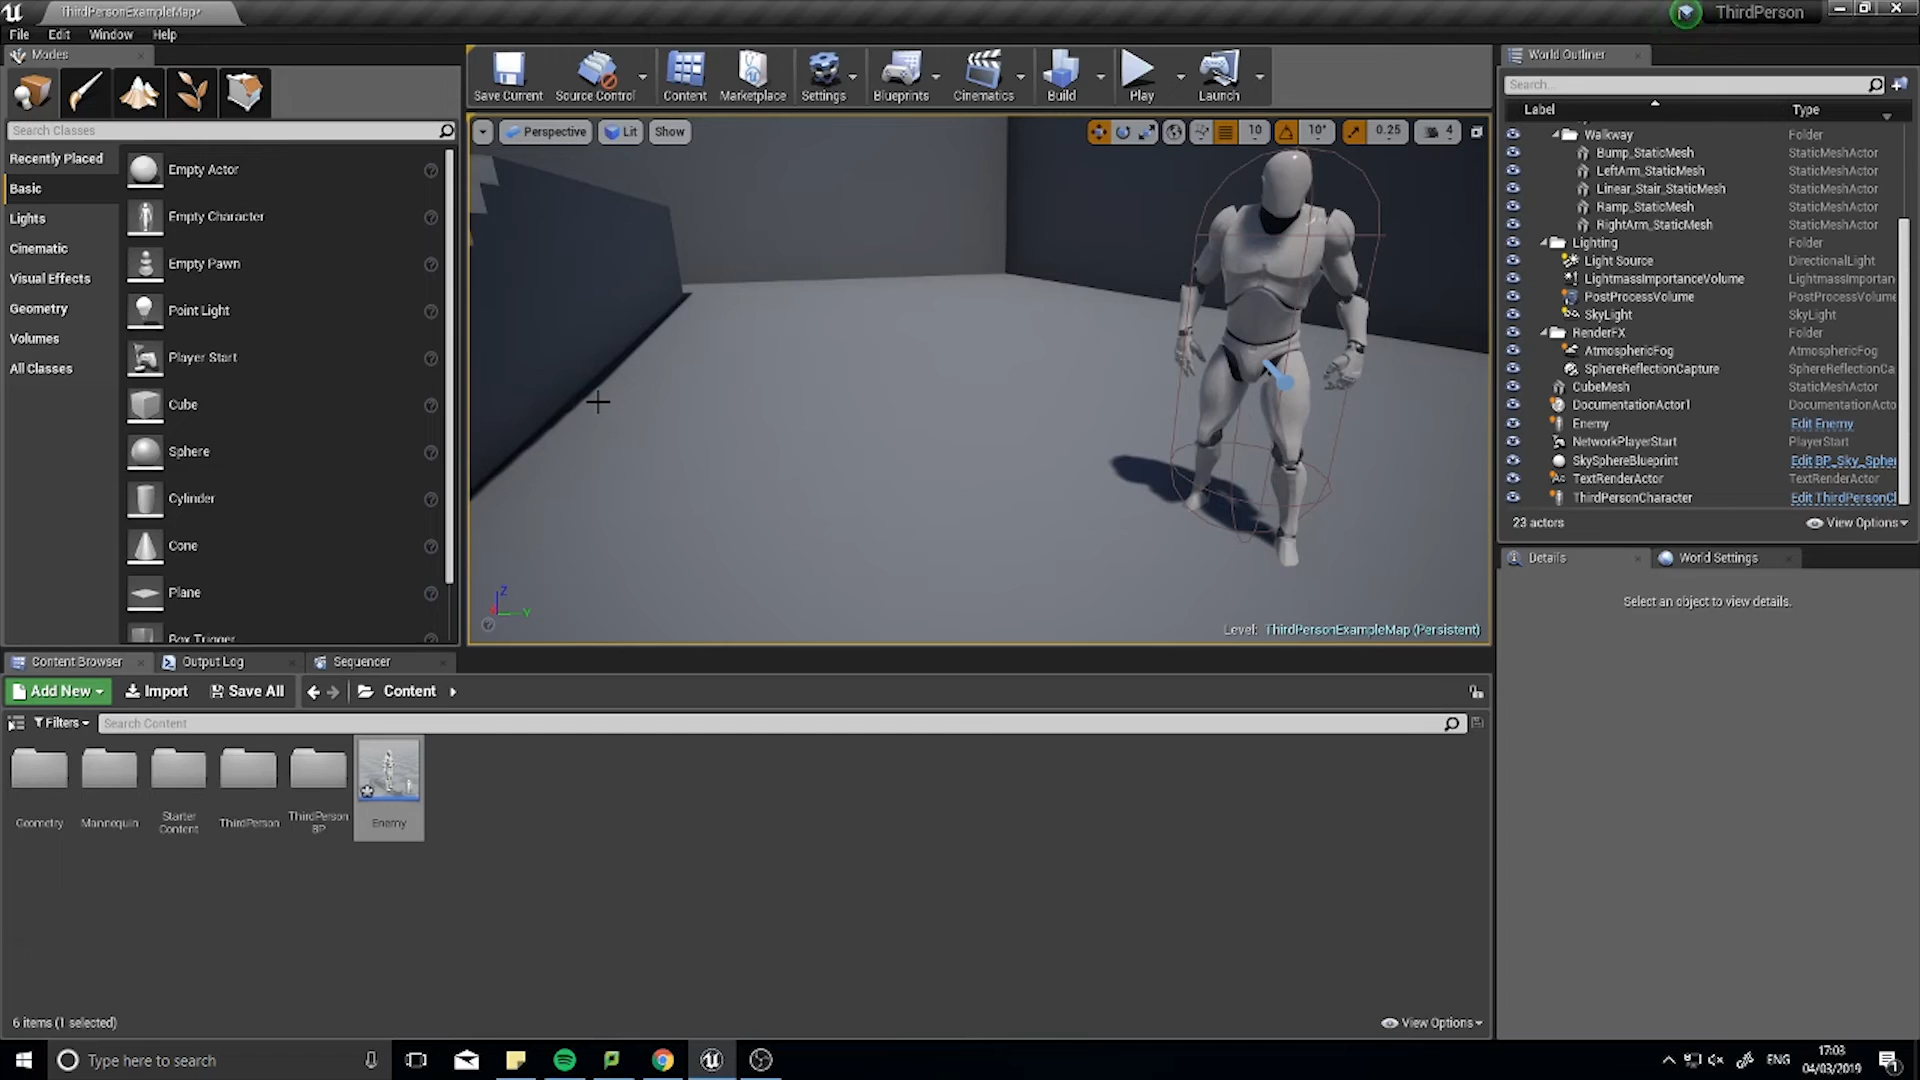 ThirdPersonExampleMap*
ThirdPerson
File Edit Window Help
Modes
Search Classes
Recently Placed
Basic
Lights
Cinematic
Visual Effects
Geometry
Volumes
All Classes
Empty Actor
Empty Character
Empty Pawn
Point Light
Player Start
Cube
Sphere
Cylinder
Cone
Plane
Box Trigger
Save Current Source Control Content Marketplace Settings Blueprints Cinematics Build Play Launch
Perspective Lit Show 10 10° 0.25 4
Z
Y
Level: ThirdPersonExampleMap (Persistent)
World Outliner
Search...
Label Type
Walkway Folder
Bump_StaticMesh StaticMeshActor
LeftArm_StaticMesh StaticMeshActor
Linear_Stair_StaticMesh StaticMeshActor
Ramp_StaticMesh StaticMeshActor
RightArm_StaticMesh StaticMeshActor
Lighting Folder
Light Source DirectionalLight
LightmassImportanceVolume LightmassImportan
PostProcessVolume PostProcessVolume
SkyLight SkyLight
RenderFX Folder
AtmosphericFog AtmosphericFog
SphereReflectionCapture SphereReflectionCa
CubeMesh StaticMeshActor
DocumentationActor1 DocumentationActo
Enemy Edit Enemy
NetworkPlayerStart PlayerStart
SkySphereBlueprint Edit BP_Sky_Spher
TextRenderActor TextRenderActor
ThirdPersonCharacter Edit ThirdPersonCl
23 actors View Options
Details World Settings
Select an object to view details.
Content Browser Output Log Sequencer
Add New Import Save All Content
Filters Search Content
Geometry
Mannequin
Starter
Content
ThirdPerson
ThirdPerson
BP
Enemy
6 items (1 selected) View Options
Type here to search
ENG
17:03
04/03/2019
1